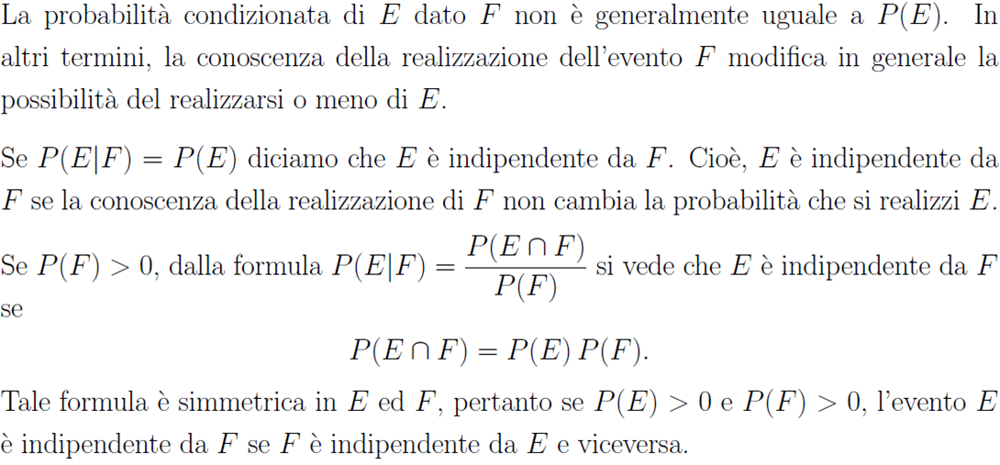 La probabilità condizionata di E dato F non è generalmente uguale a P(E). In
altri termini, la conoscenza della realizzazione dell'evento F modifica in generale la
possibilità del realizzarsi o meno di E.
Se P(E|F) = P(E) diciamo che E è indipendente da F. Cioè, E è indipendente da
F se la conoscenza della realizzazione di F non cambia la probabilità che si realizzi E.
Se P(F) > 0, dalla formula P(E|F) = P(E ∩ F) / P(F) si vede che E è indipendente da F
se
P(E ∩ F) = P(E) P(F).
Tale formula è simmetrica in E ed F, pertanto se P(E) > 0 e P(F) > 0, l'evento E
è indipendente da F se F è indipendente da E e viceversa.